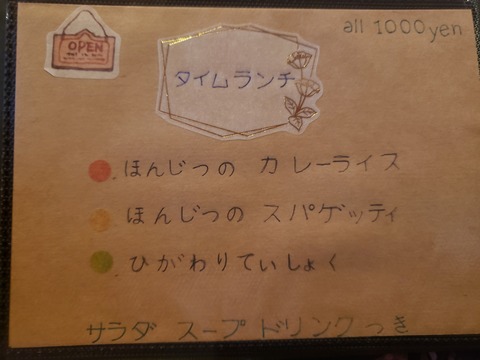 all 1000yen
OPEN
タイムランチ
ほんじつの カレーライス
ほんじつの スパゲッティ
ひがわりていしょく
サラダ スープ ドリンクつき